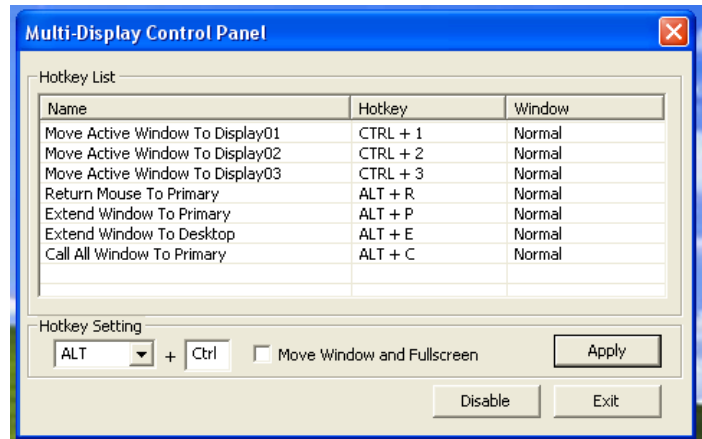 Multi-Display Control Panel
Hotkey List
Name Hotkey Window
Move Active Window To Display01 CTRL + 1 Normal
Move Active Window To Display02 CTRL + 2 Normal
Move Active Window To Display03 CTRL + 3 Normal
Return Mouse To Primary ALT + R Normal
Extend Window To Primary ALT + P Normal
Extend Window To Desktop ALT + E Normal
Call All Window To Primary ALT + C Normal
Hotkey Setting
ALT + Ctrl Move Window and Fullscreen Apply
Disable Exit